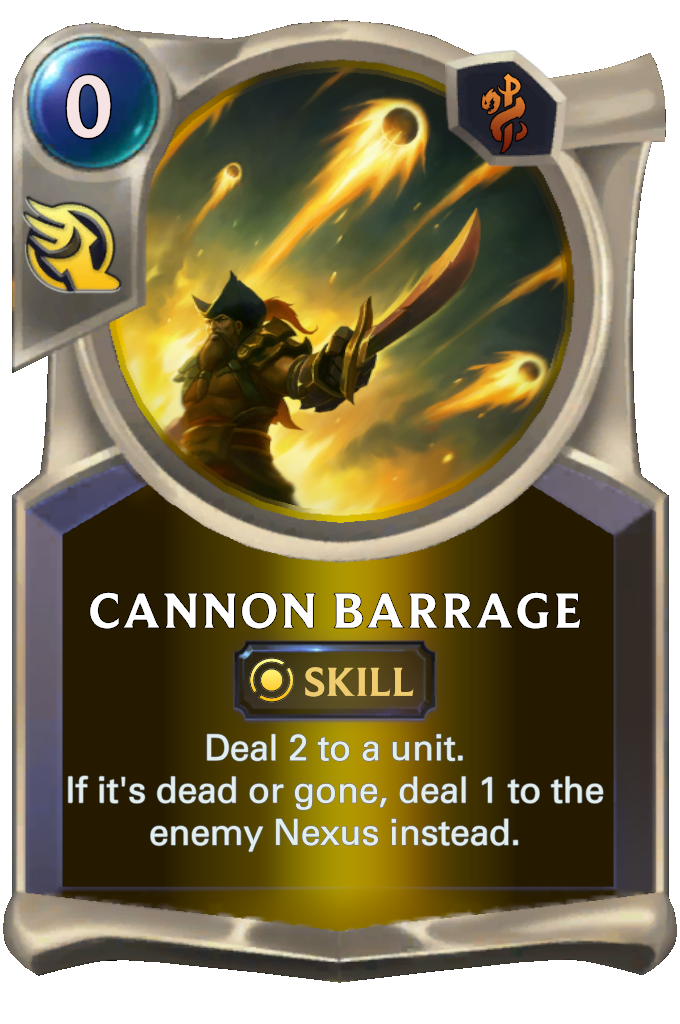 0
CANNON BARRAGE
SKILL
Deal 2 to a unit.
If it's dead or gone, deal 1 to the
enemy Nexus instead.